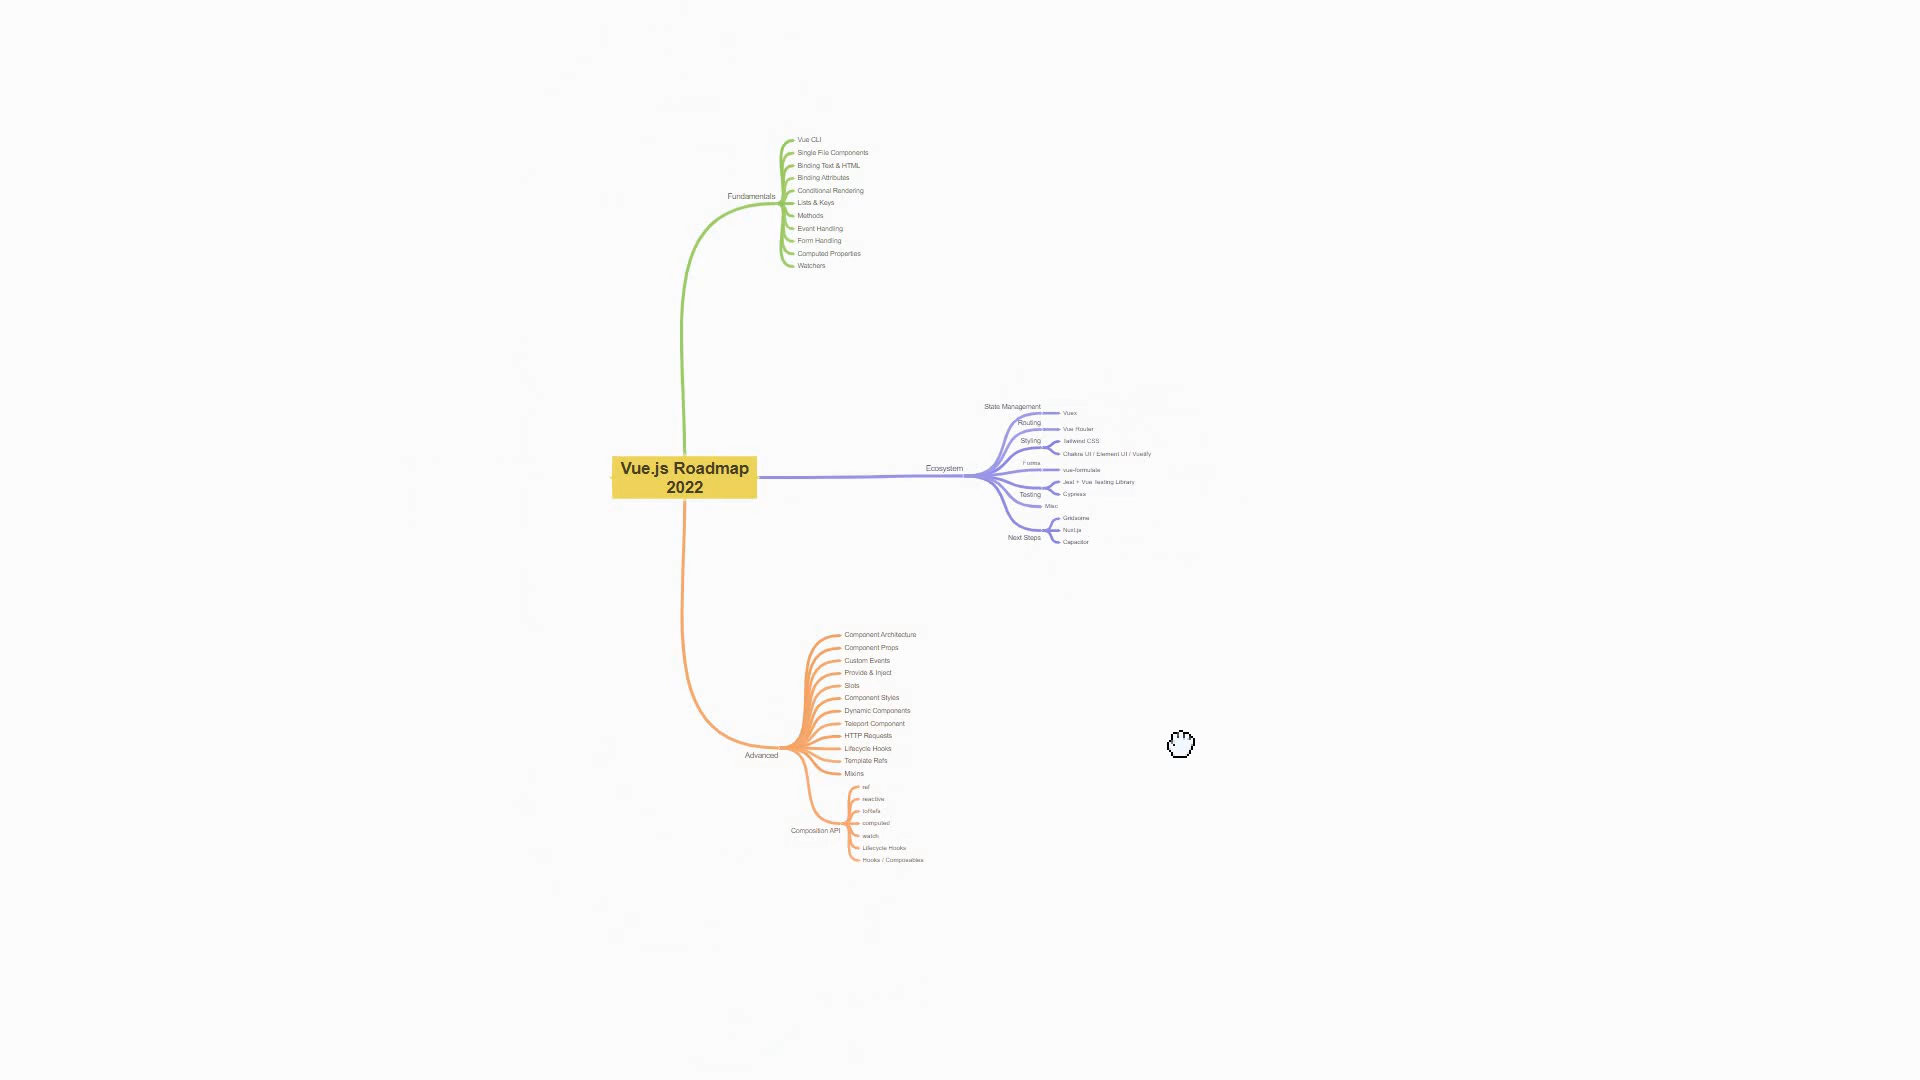 Vue.js Roadmap
2022
Fundamentals
Vue CLI
Single File Components
Binding Text & HTML
Binding Attributes
Conditional Rendering
Lists & Keys
Methods
Event Handling
Form Handling
Computed Properties
Watchers
Ecosystem
State Management
Vuex
Routing
Vue Router
Styling
Tailwind CSS
Chakra UI / Element UI / Vuetify
Forms
vue-formulate
Testing
Jest + Vue Testing Library
Cypress
Misc
Next Steps
Gridsome
Nuxt.js
Capacitor
Advanced
Component Architecture
Component Props
Custom Events
Provide & Inject
Slots
Component Styles
Dynamic Components
Teleport Component
HTTP Requests
Lifecycle Hooks
Template Refs
Mixins
Composition API
ref
reactive
toRefs
computed
watch
Lifecycle Hooks
Hooks / Composables